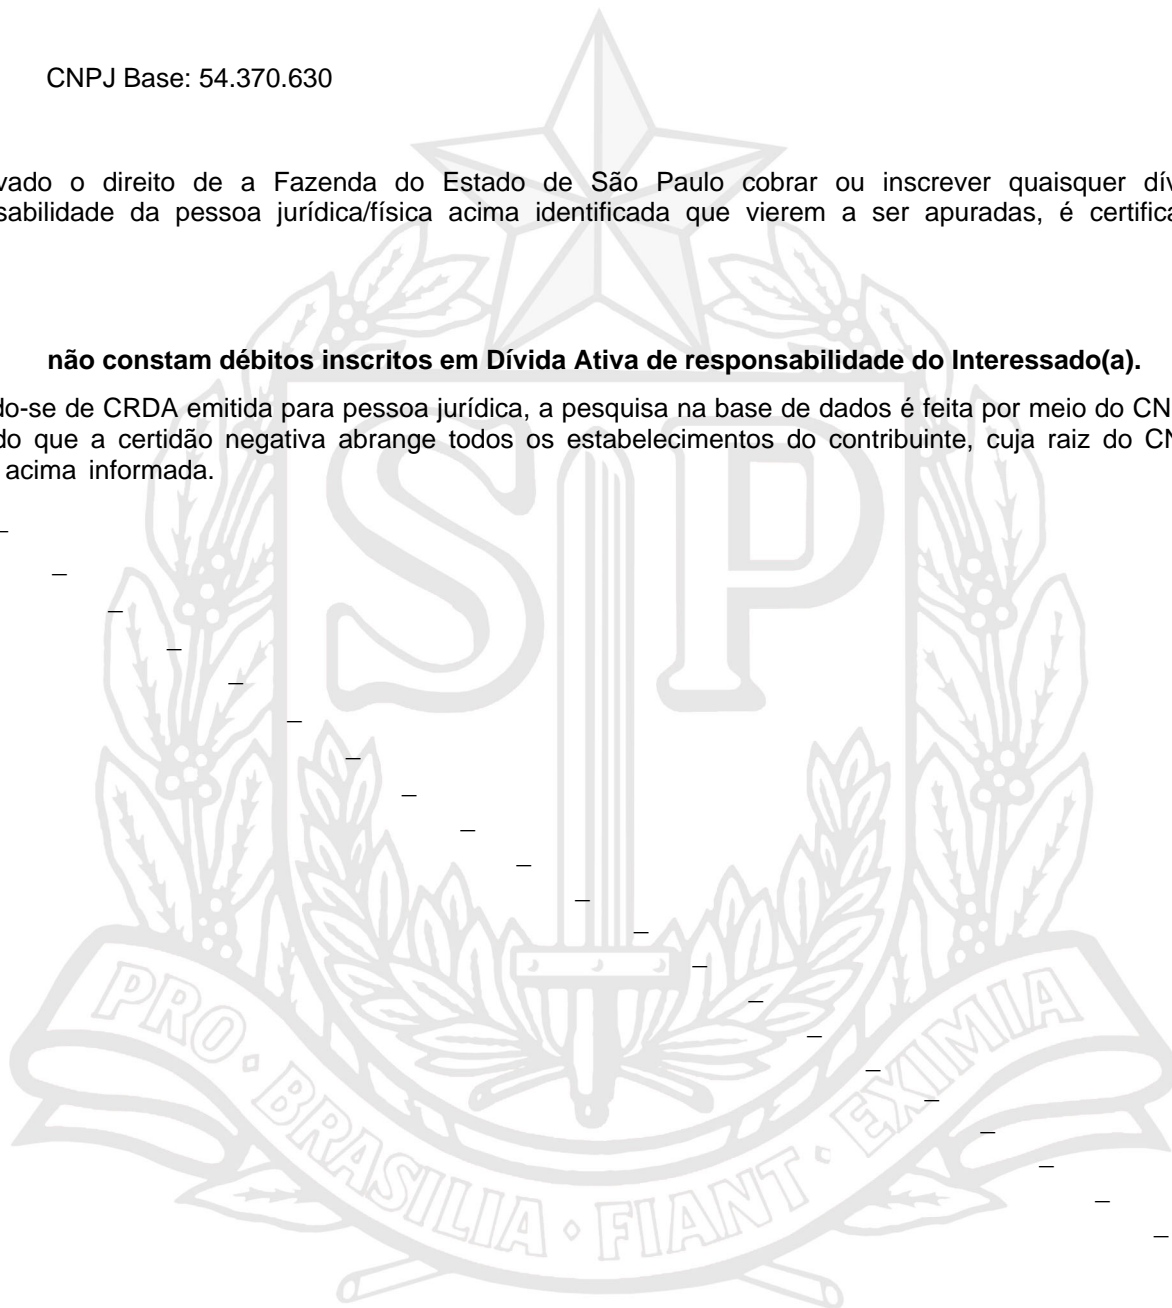 CNPJ Base: 54.370.630
vado o direito de a Fazenda do Estado de São Paulo cobrar ou inscrever quaisquer dív
sabilidade da pessoa jurídica/física acima identificada que vierem a ser apuradas, é certifica
não constam débitos inscritos em Dívida Ativa de responsabilidade do Interessado(a).
do-se de CRDA emitida para pessoa jurídica, a pesquisa na base de dados é feita por meio do CN
do que a certidão negativa abrange todos os estabelecimentos do contribuinte, cuja raiz do CN
acima informada.
SP
PRO · BRASILIA · FIANT · EXIMIA